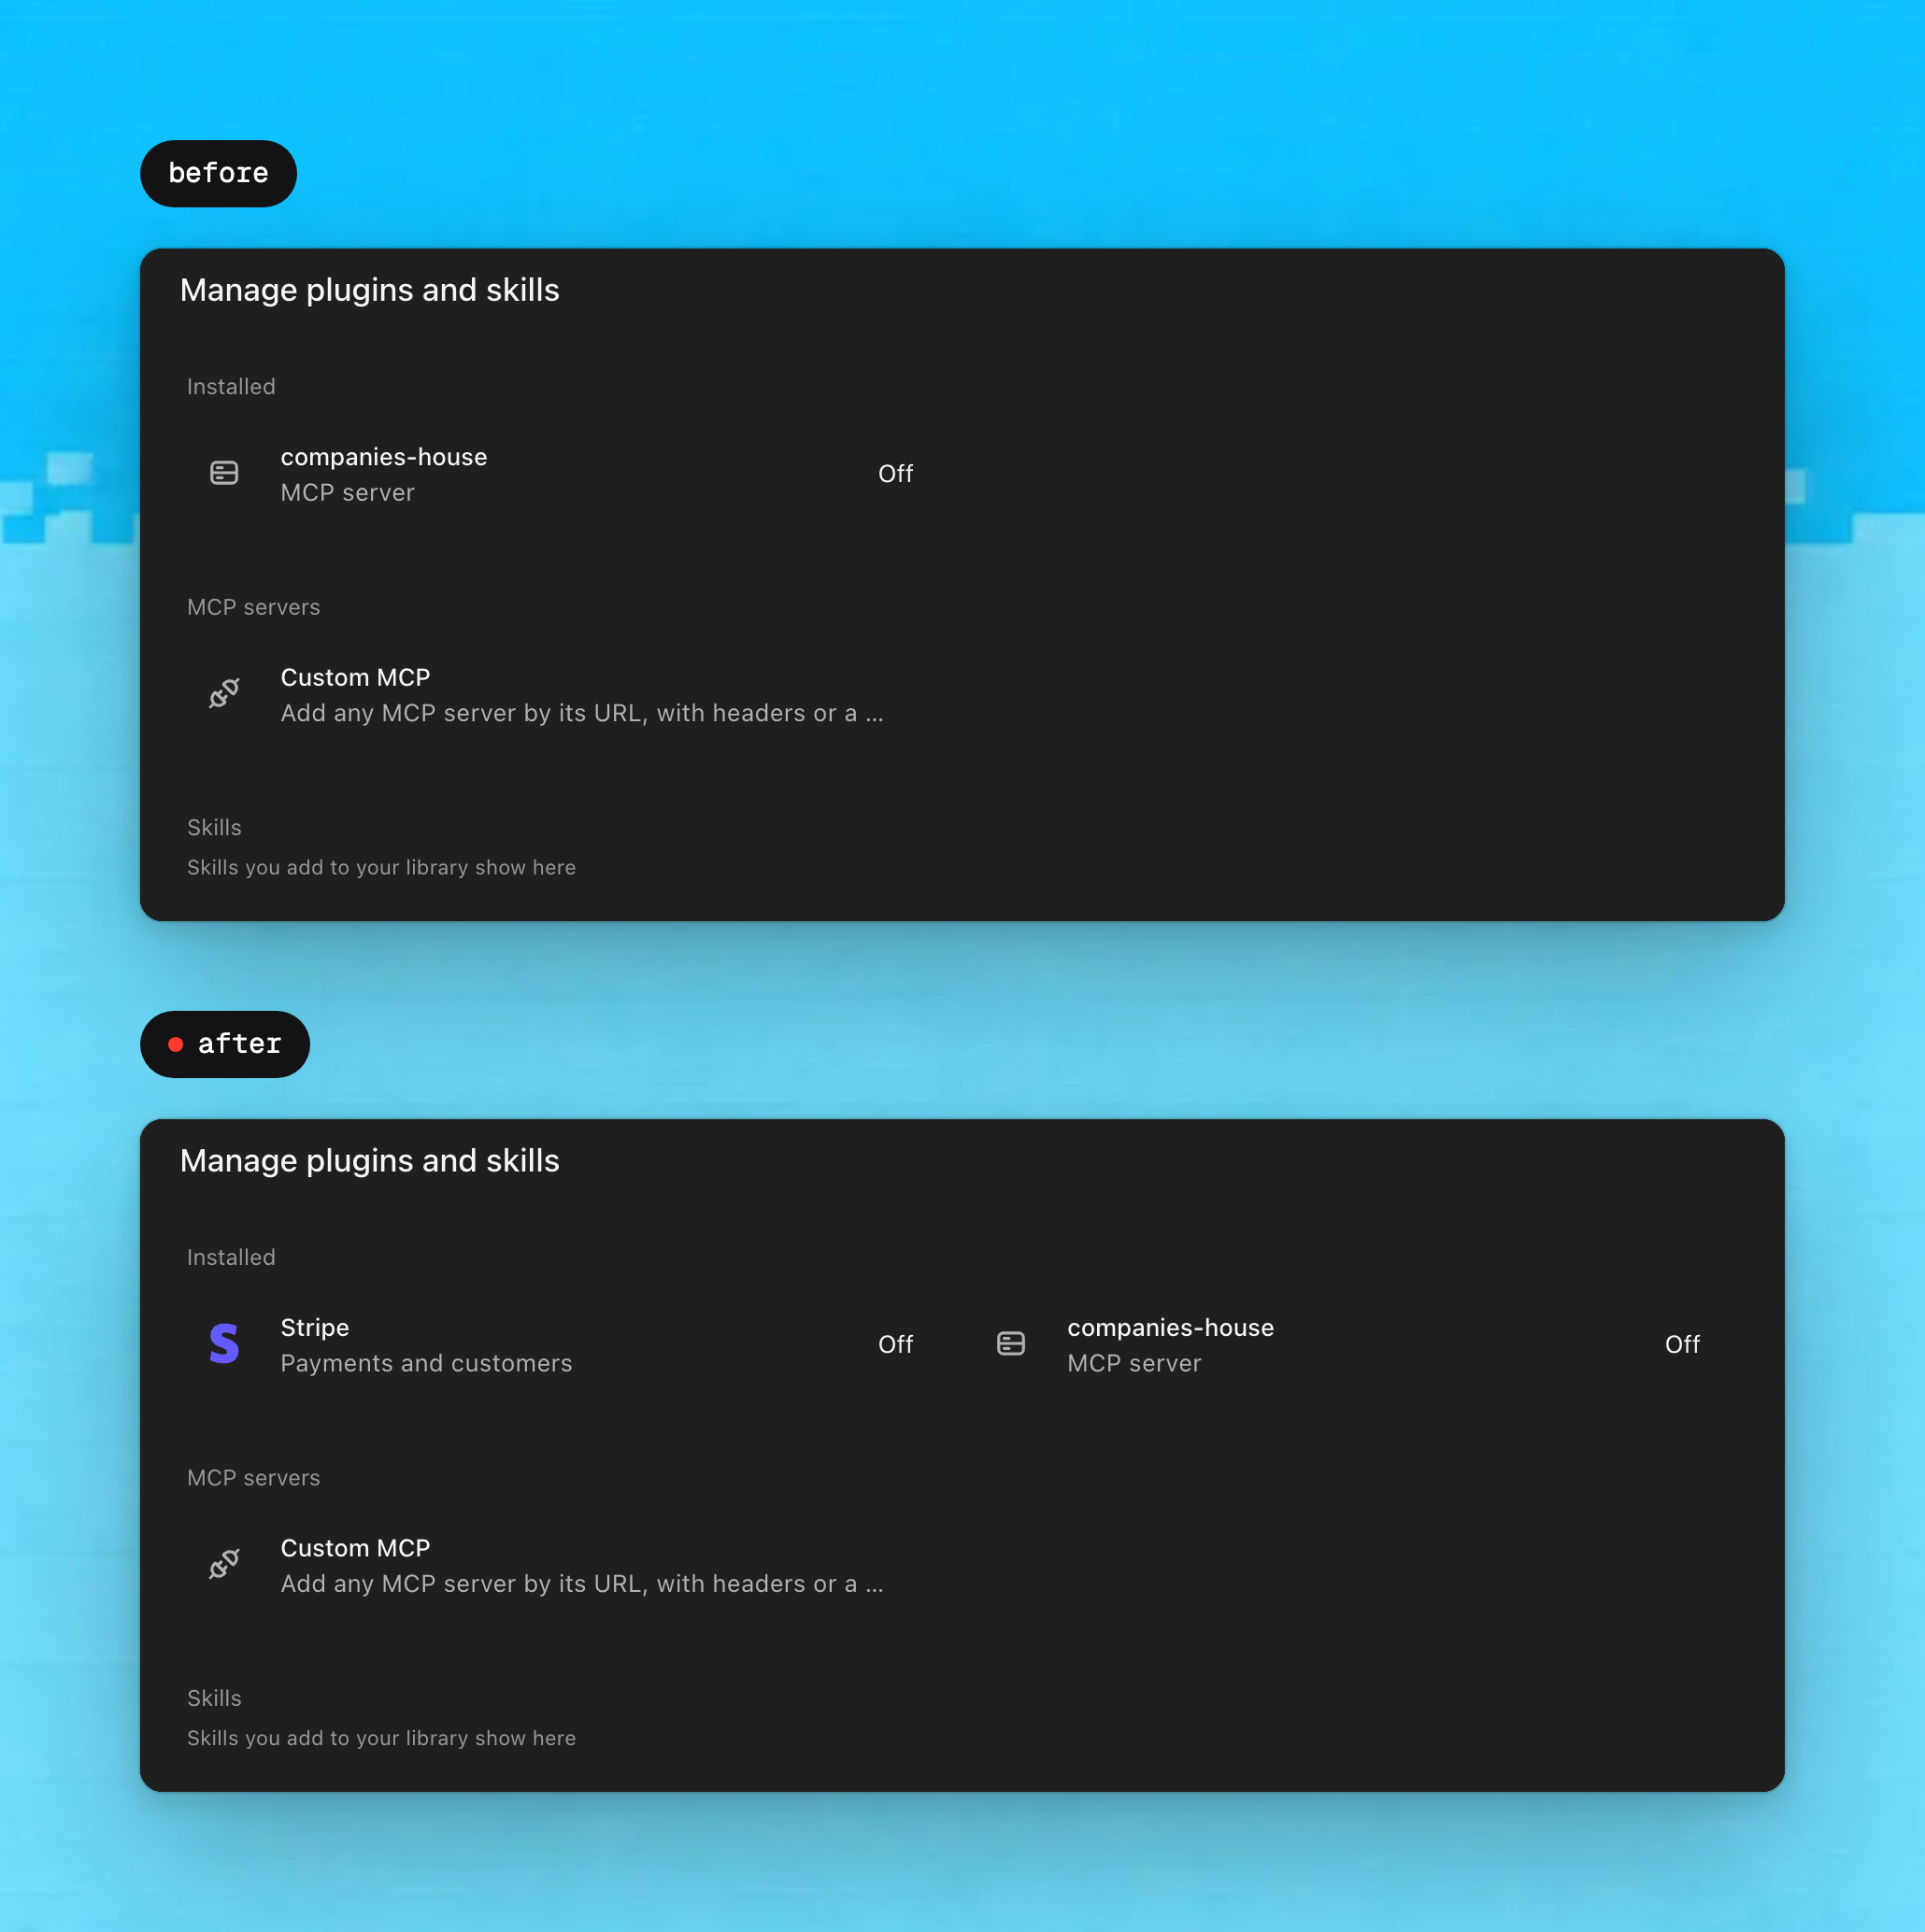 before
Manage plugins and skills
Installed
companies-house
MCP server
Off
MCP servers
Custom MCP
Add any MCP server by its URL, with headers or a ...
Skills
Skills you add to your library show here
after
Manage plugins and skills
Installed
Stripe
Payments and customers
Off
companies-house
MCP server
Off
MCP servers
Custom MCP
Add any MCP server by its URL, with headers or a ...
Skills
Skills you add to your library show here